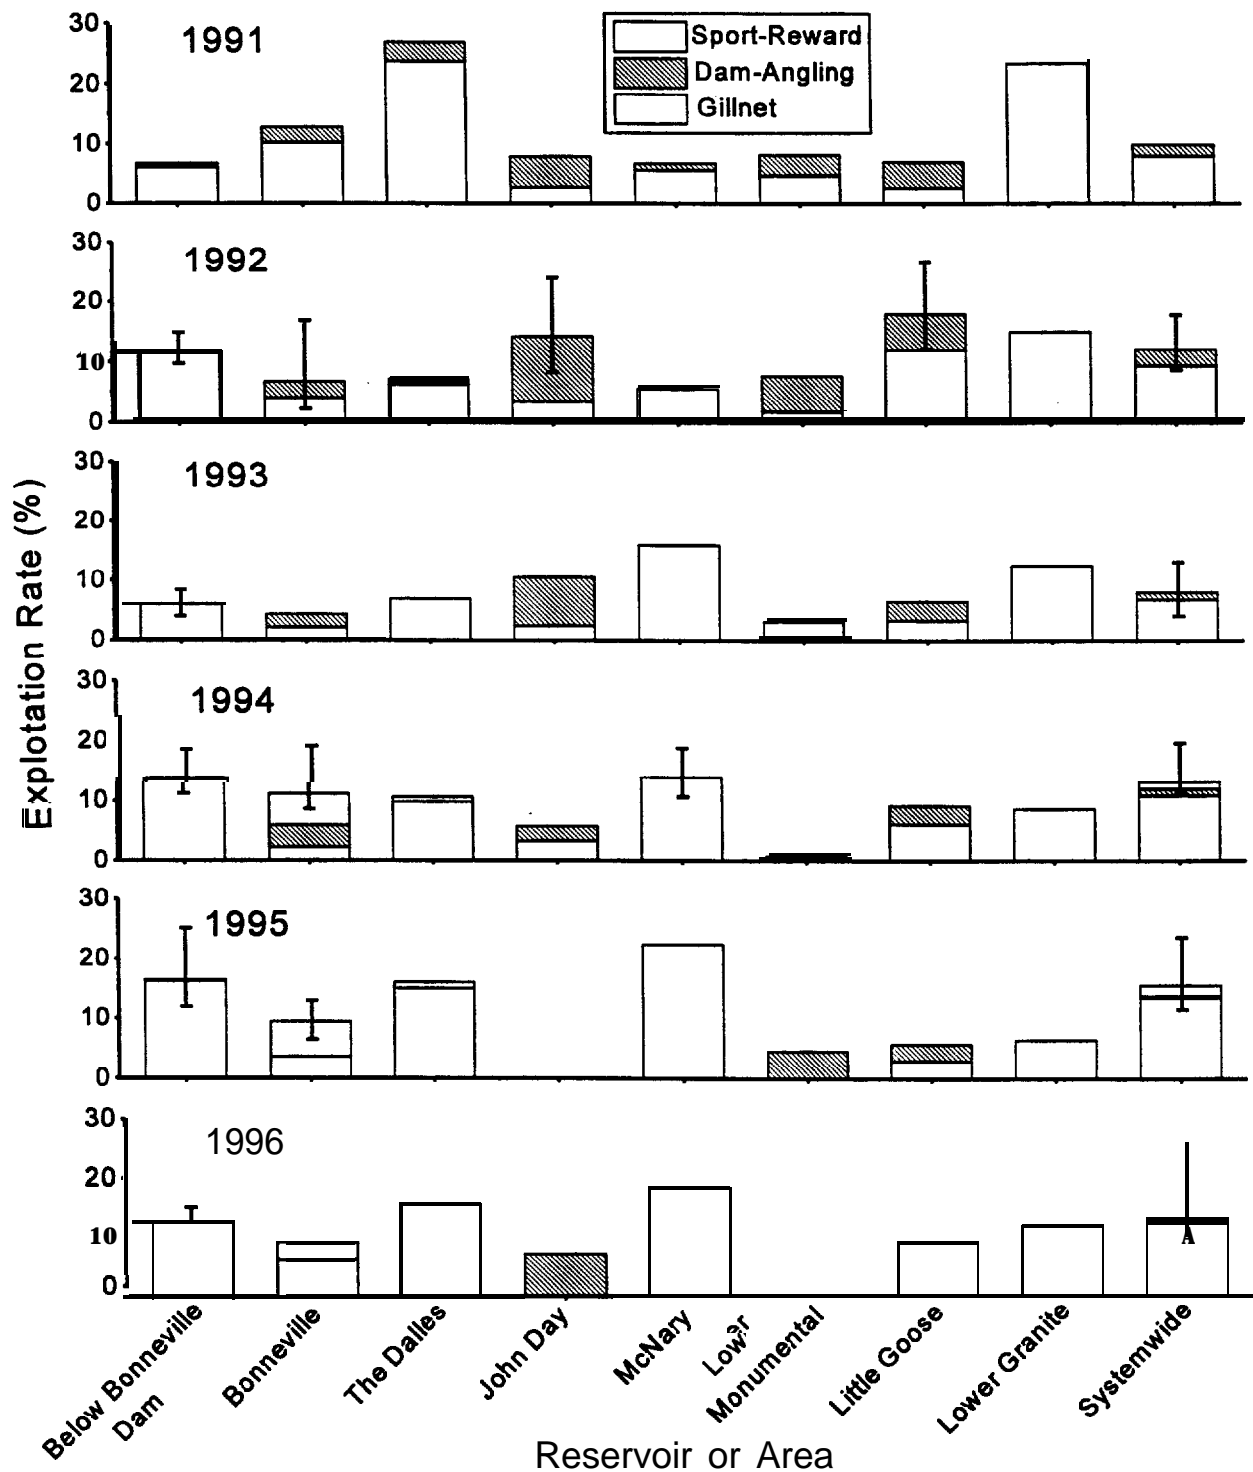 30
20
10
0
1991
Sport-Reward
Dam-Angling
Gillnet
30
20
10
0
1992
30
20
10
0
1993
30
20
10
0
1994
30
20
10
0
1995
30
20
10
0
1996
A
Explotation Rate (%)
Below Bonneville
Dam
Bonneville
The Dalles
John Day
McNary
Lower
Monumental
Little Goose
Lower Granite
Systemwide
Reservoir or Area